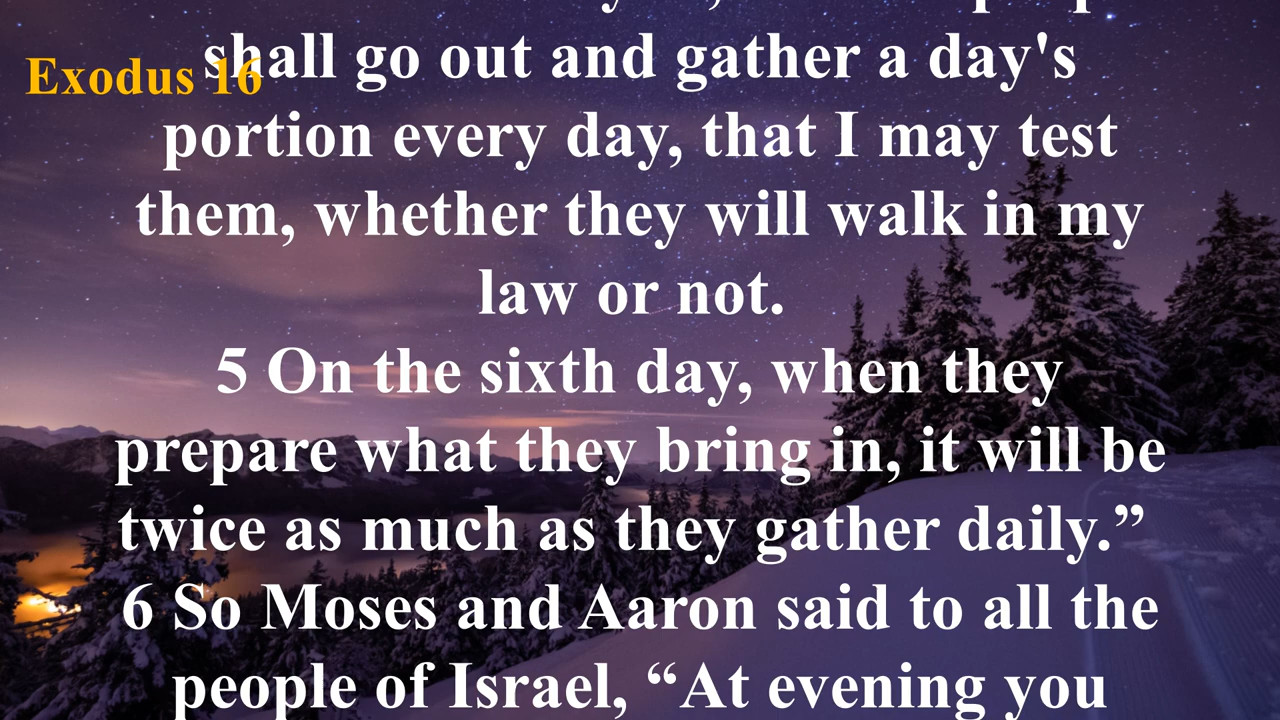 Exodus 16
shall go out and gather a day's
portion every day, that I may test
them, whether they will walk in my
law or not.
5 On the sixth day, when they
prepare what they bring in, it will be
twice as much as they gather daily.”
6 So Moses and Aaron said to all the
people of Israel, “At evening you